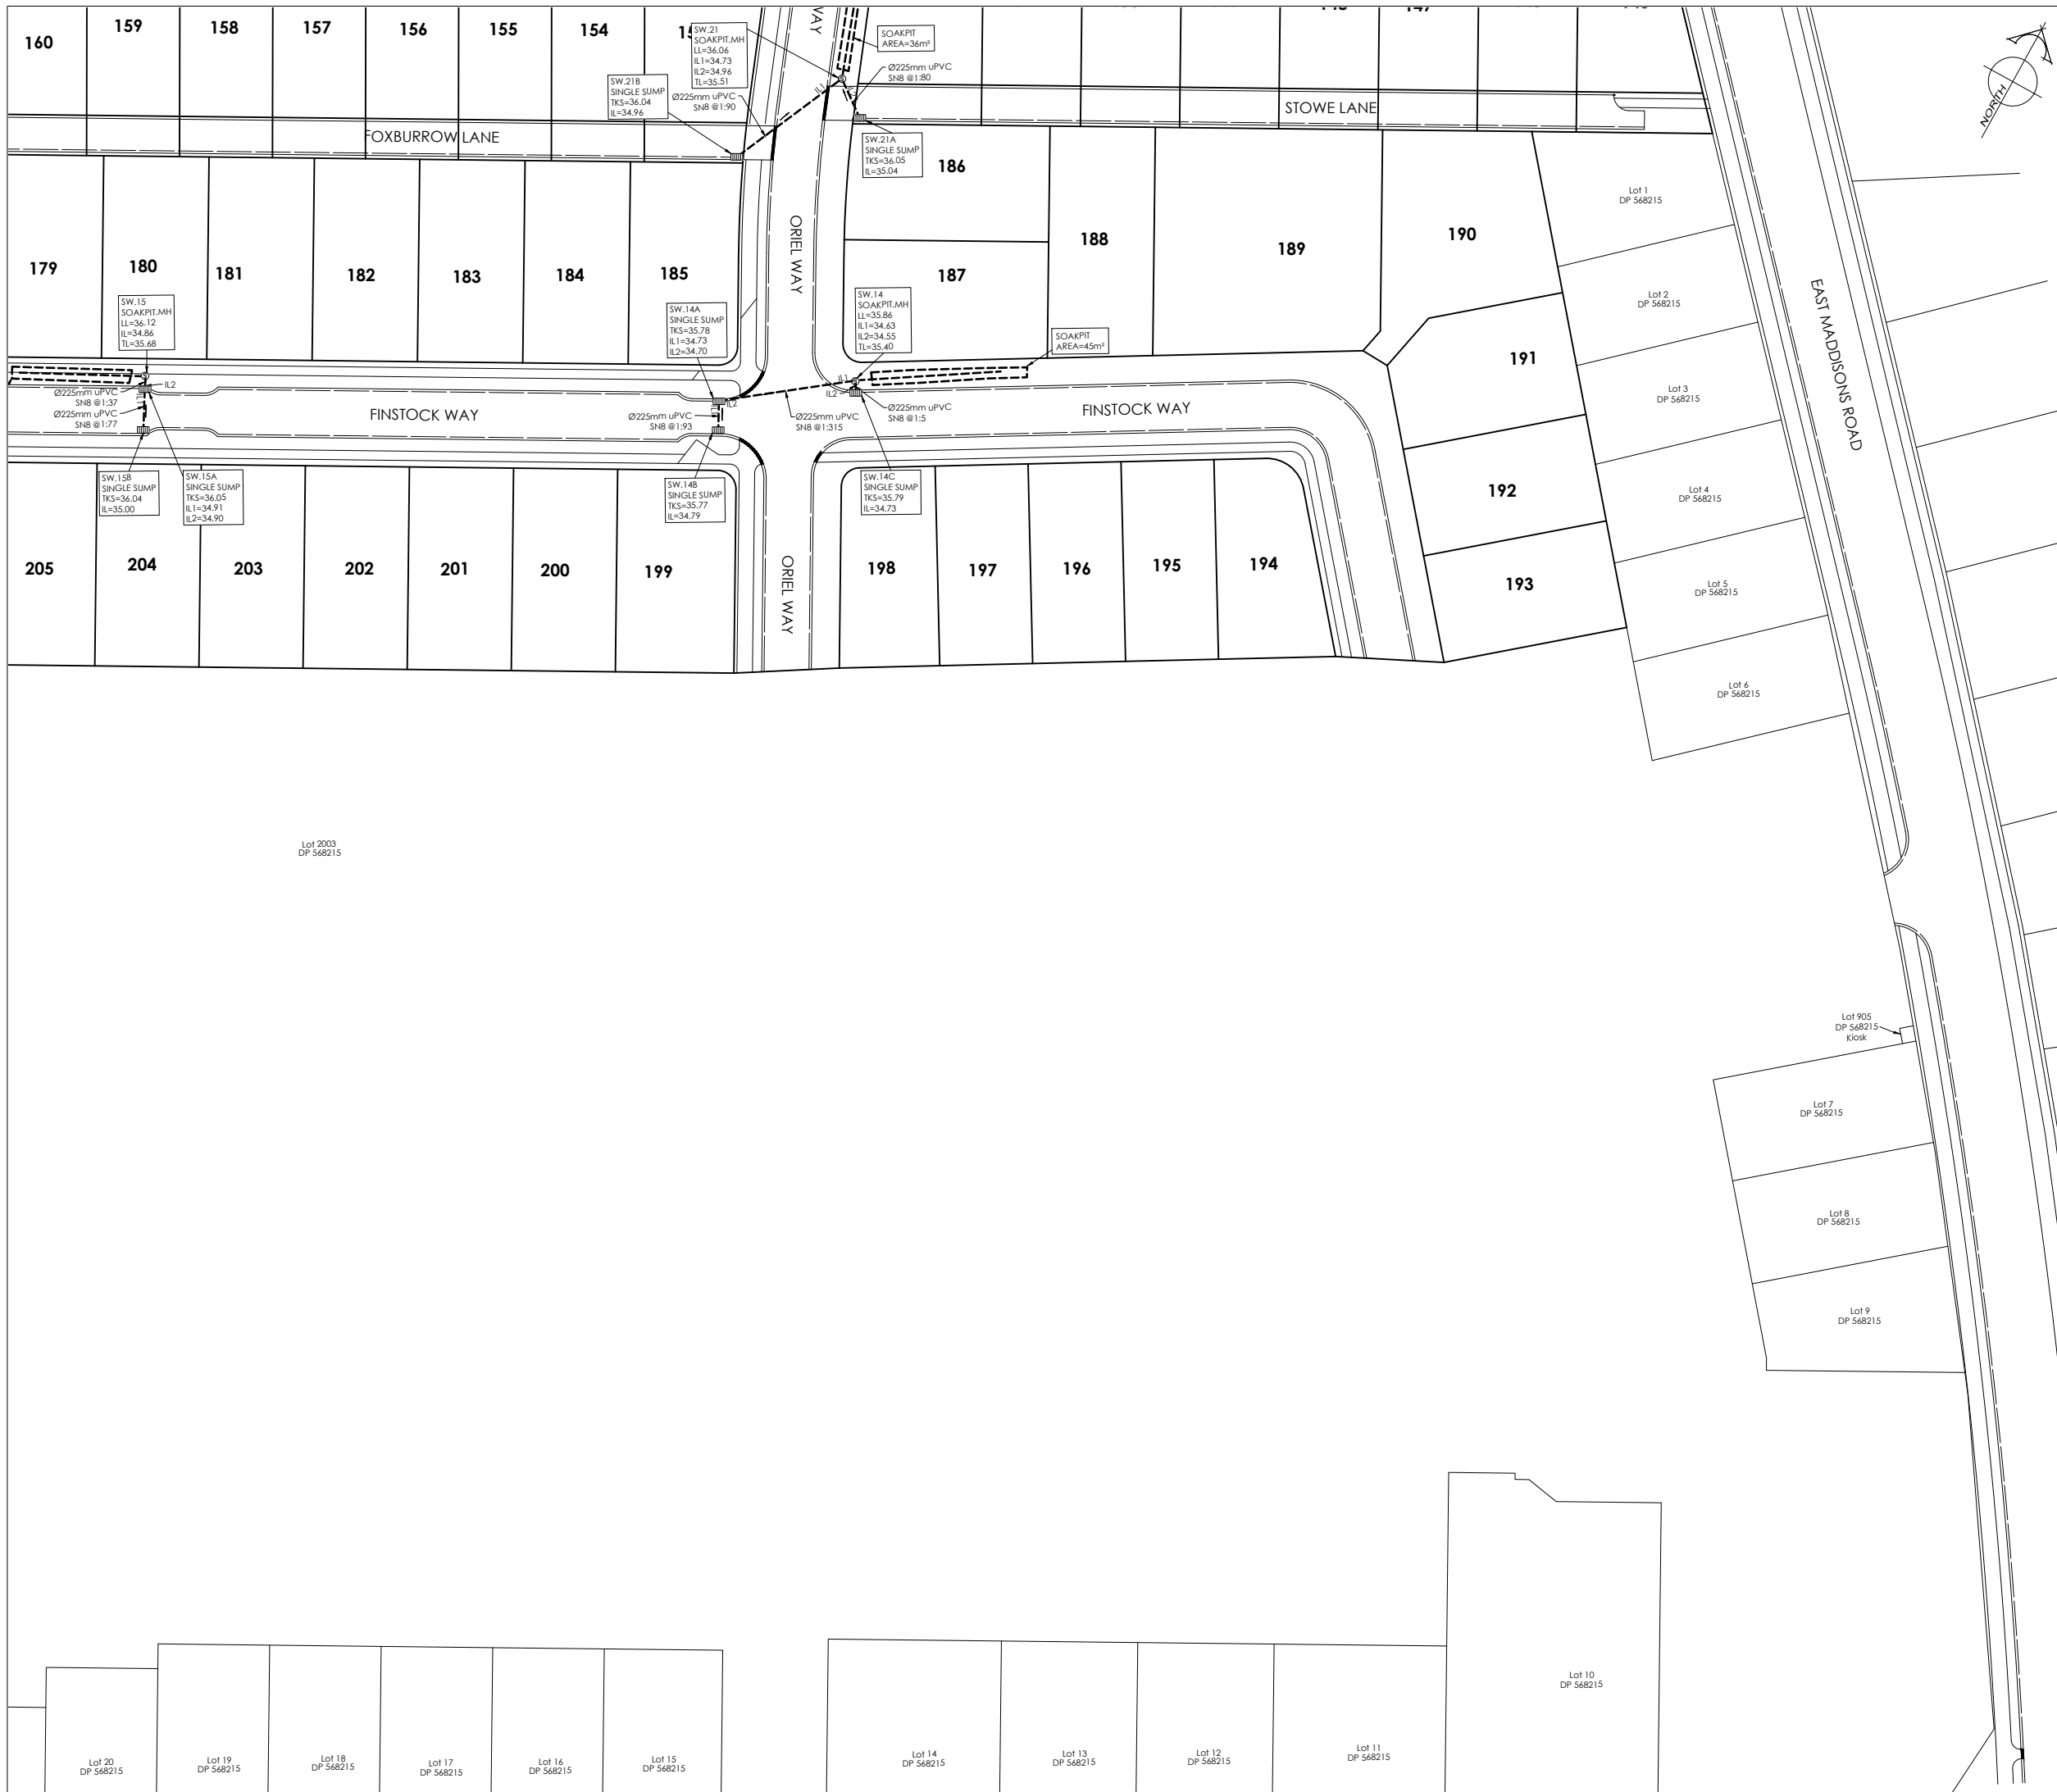 160
159
158
157
156
155
154
SW.21
SOAKPIT.MH
LL=36.06
IL1=34.73
IL2=34.96
TL=35.51
WAY
SOAKPIT
AREA=36m²
Ø225mm uPVC
SN8 @1:80
SW.21B
SINGLE SUMP
TKS=36.04
IL=34.96
Ø225mm uPVC
SN8 @1:90
IL1
147
NORTH
FOXBURROW LANE
STOWE LANE
SW.21A
SINGLE SUMP
TKS=36.05
IL=35.04
179
180
181
182
183
184
185
186
187
188
189
190
191
192
193
ORIEL WAY
EAST MADDISONS ROAD
Lot 1
DP 568215
Lot 2
DP 568215
Lot 3
DP 568215
Lot 4
DP 568215
Lot 5
DP 568215
Lot 6
DP 568215
SW.15
SOAKPIT.MH
LL=36.12
IL=34.86
TL=35.68
SW.14A
SINGLE SUMP
TKS=35.78
IL1=34.73
IL2=34.70
SW.14
SOAKPIT.MH
LL=35.86
IL1=34.63
IL2=34.55
TL=35.40
SOAKPIT
AREA=45m²
IL2
Ø225mm uPVC
SN8 @1:37
Ø225mm uPVC
SN8 @1:77
IL1
FINSTOCK WAY
Ø225mm uPVC
SN8 @1:93
IL2
IL1
IL2
Ø225mm uPVC
SN8 @1:315
Ø225mm uPVC
SN8 @1:5
FINSTOCK WAY
SW.15B
SINGLE SUMP
TKS=36.04
IL=35.00
SW.15A
SINGLE SUMP
TKS=36.05
IL1=34.91
IL2=34.90
SW.14B
SINGLE SUMP
TKS=35.77
IL=34.79
SW.14C
SINGLE SUMP
TKS=35.79
IL=34.73
205
204
203
202
201
200
199
ORIEL WAY
198
197
196
195
194
Lot 2003
DP 568215
Lot 905
DP 568215
Kiosk
Lot 7
DP 568215
Lot 8
DP 568215
Lot 9
DP 568215
Lot 10
DP 568215
Lot 20
DP 568215
Lot 19
DP 568215
Lot 18
DP 568215
Lot 17
DP 568215
Lot 16
DP 568215
Lot 15
DP 568215
Lot 14
DP 568215
Lot 13
DP 568215
Lot 12
DP 568215
Lot 11
DP 568215